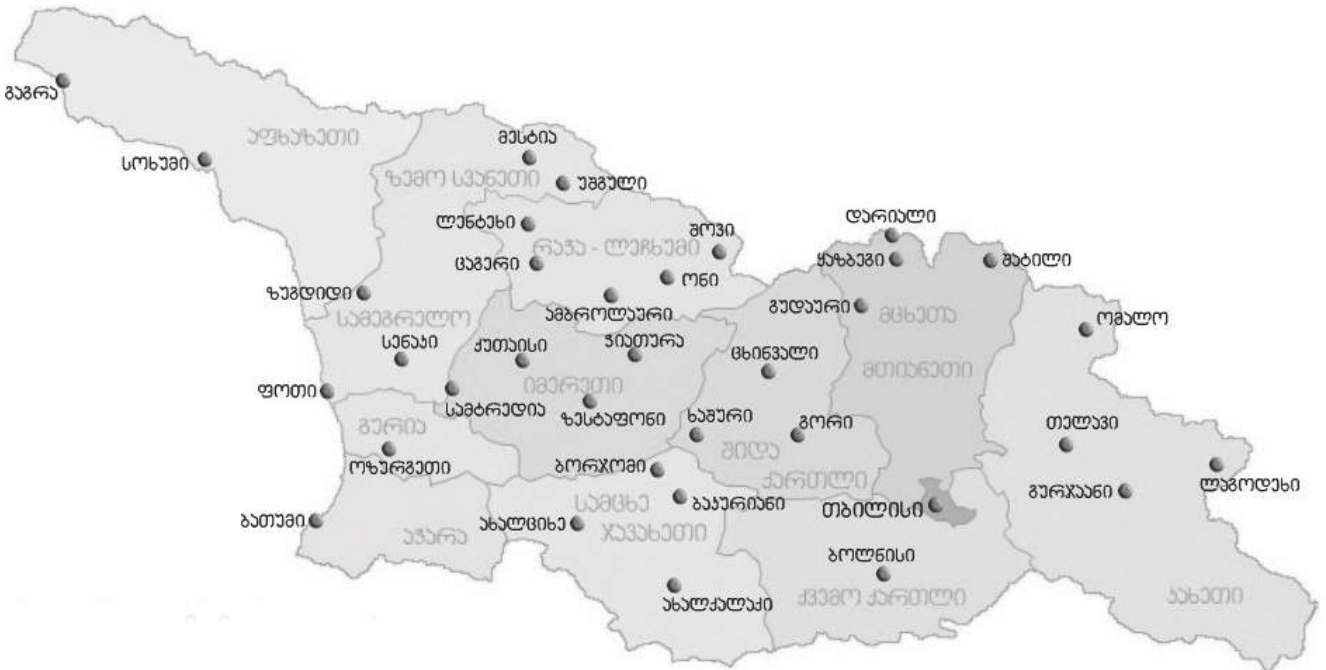 გაგრა
აფხაზეთი
სოხუმი
მესტია
ზემო სვანეთი
უშგული
ლენტეხი
შოვი
რაჭა - ლეჩხუმი
ცაგერი
ონი
ამბროლაური
დარიალი
ყაზბეგი
შატილი
გუდაური
მცხეთა
მთიანეთი
ომალო
ზუგდიდი
სამეგრელო
სენაკი
ქუთაისი
ჭიათურა
ცხინვალი
იმერეთი
ფოთი
სამტრედია
ზესტაფონი
ხაშური
გორი
შიდა
ქართლი
თელავი
გურია
ოზურგეთი
ბორჯომი
ლაგოდეხი
გურჯაანი
სამცხე
ჯავახეთი
ბაკურიანი
თბილისი
ბათუმი
აჭარა
ახალციხე
ბოლნისი
ახალქალაქი
ქვემო ქართლი
კახეთი